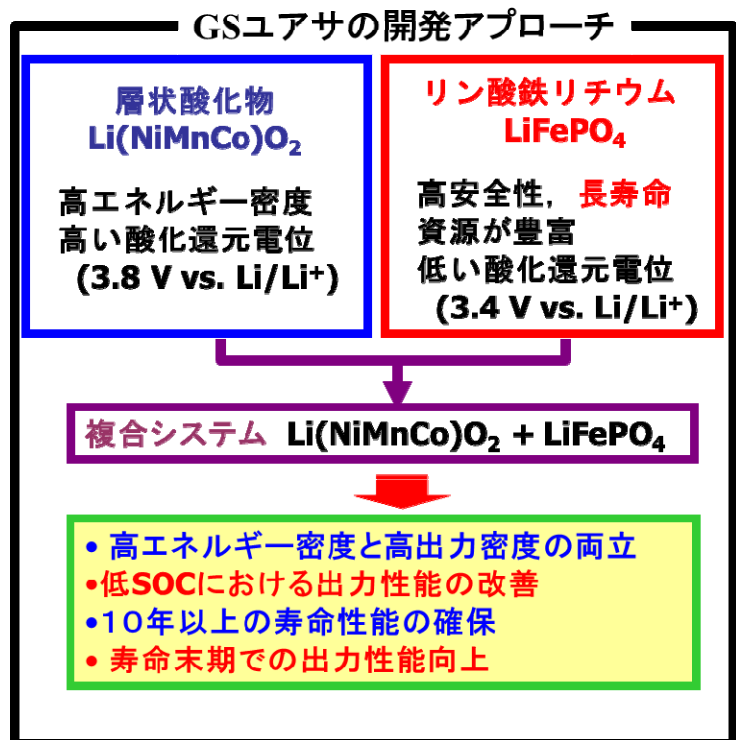 GSユアサの開発アプローチ
層状酸化物
Li(NiMnCo)O₂
高エネルギー密度
高い酸化還元電位
(3.8 V vs. Li/Li⁺)
リン酸鉄リチウム
LiFePO₄
高安全性，長寿命
資源が豊富
低い酸化還元電位
(3.4 V vs. Li/Li⁺)
複合システム Li(NiMnCo)O₂ + LiFePO₄
• 高エネルギー密度と高出力密度の両立
•低SOCにおける出力性能の改善
•１０年以上の寿命性能の確保
• 寿命末期での出力性能向上